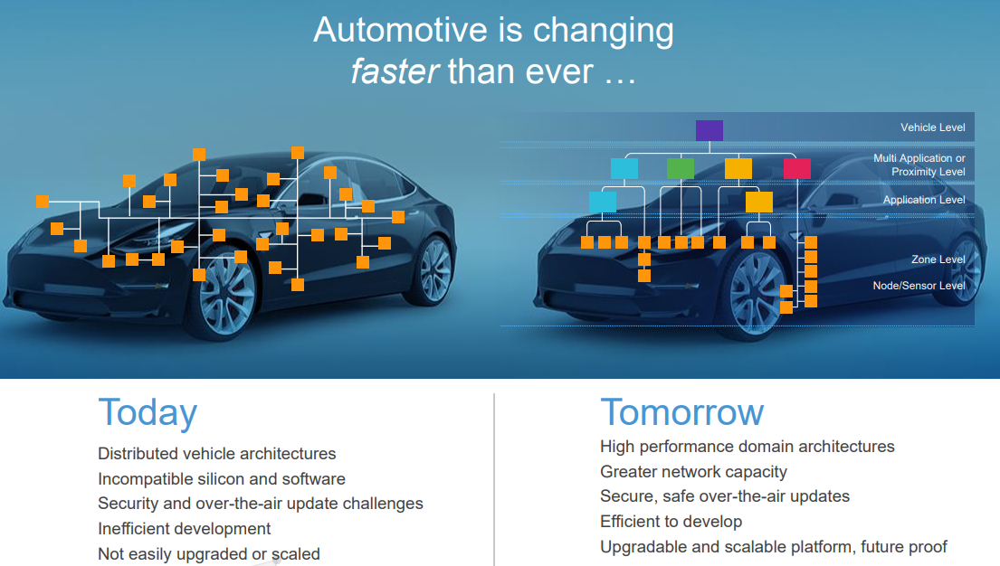 Automotive is changing
faster than ever …
Vehicle Level
Multi Application or
Proximity Level
Application Level
Zone Level
Node/Sensor Level
Today
Distributed vehicle architectures
Incompatible silicon and software
Security and over-the-air update challenges
Inefficient development
Not easily upgraded or scaled
Tomorrow
High performance domain architectures
Greater network capacity
Secure, safe over-the-air updates
Efficient to develop
Upgradable and scalable platform, future proof